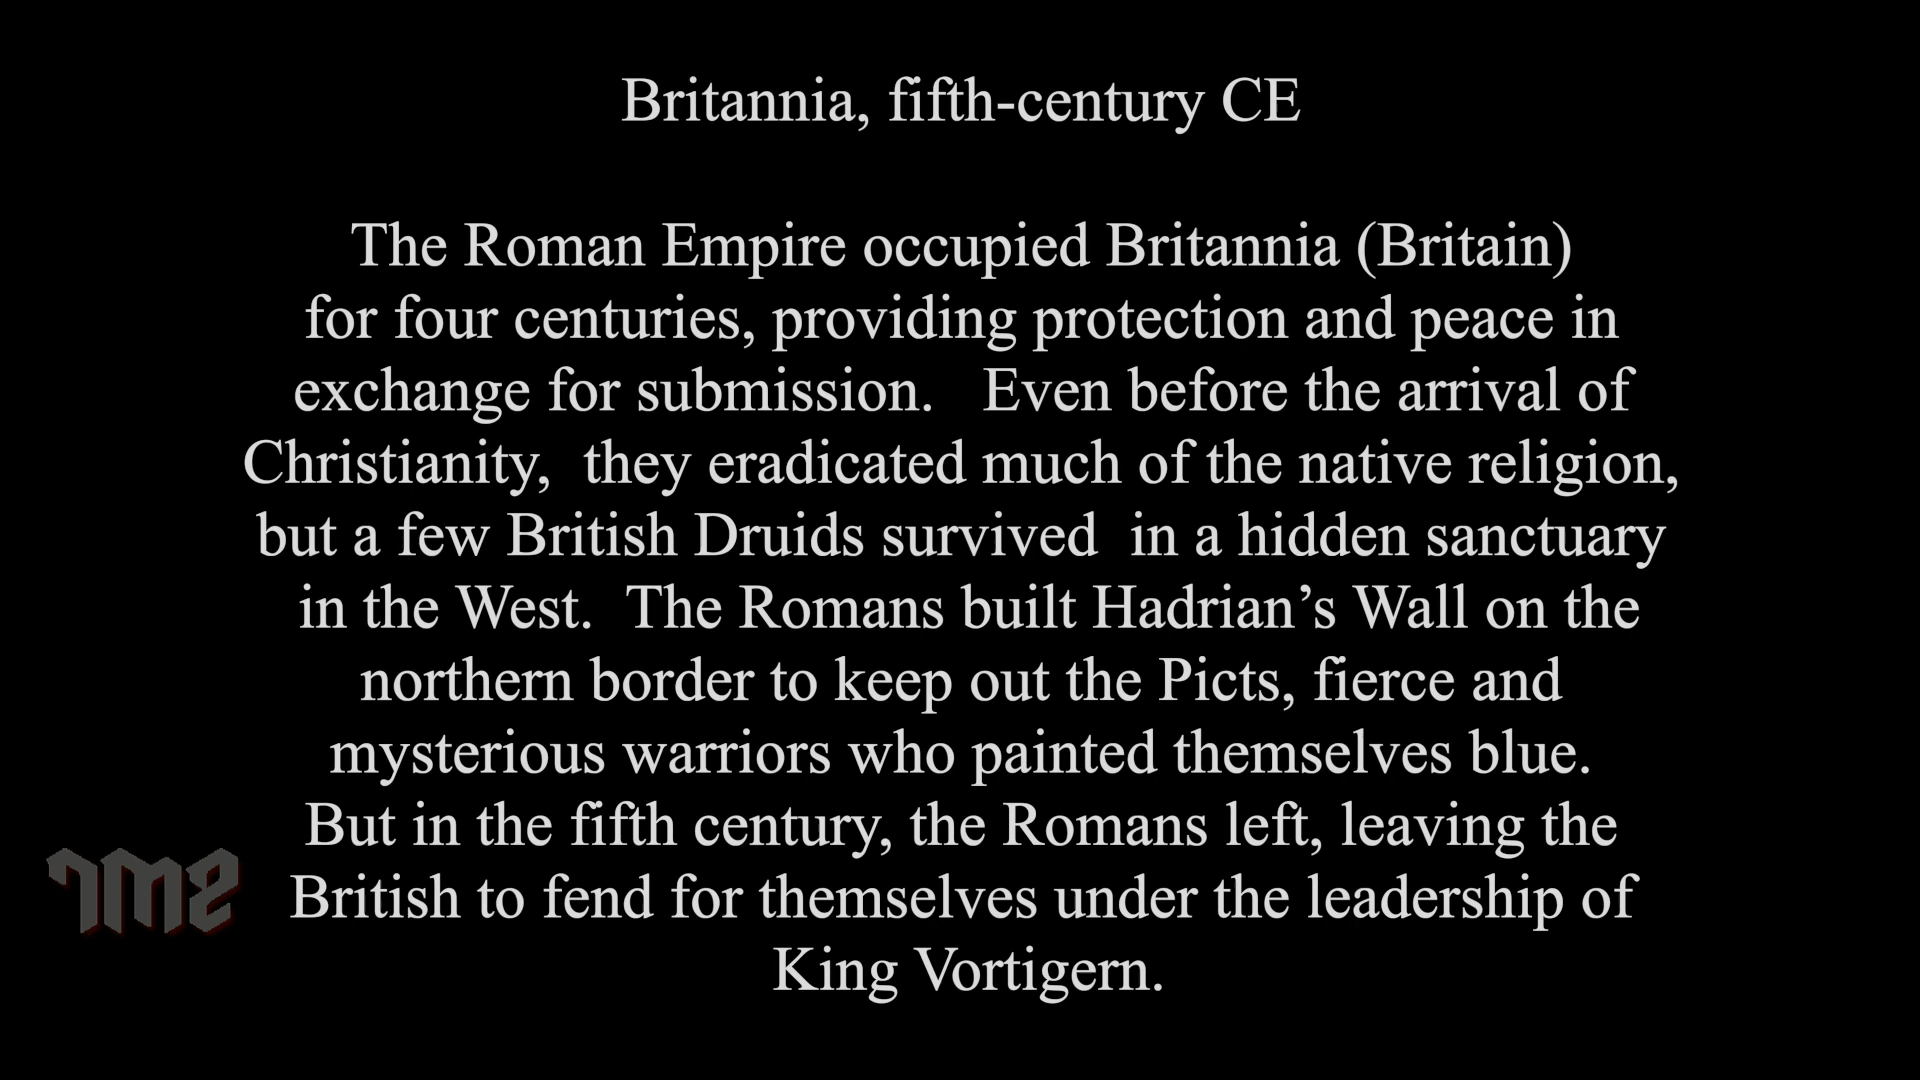 Britannia, fifth-century CE
The Roman Empire occupied Britannia (Britain)
for four centuries, providing protection and peace in
exchange for submission.   Even before the arrival of
Christianity,  they eradicated much of the native religion,
but a few British Druids survived  in a hidden sanctuary
in the West.  The Romans built Hadrian’s Wall on the
northern border to keep out the Picts, fierce and
mysterious warriors who painted themselves blue.
But in the fifth century, the Romans left, leaving the
British to fend for themselves under the leadership of
King Vortigern.